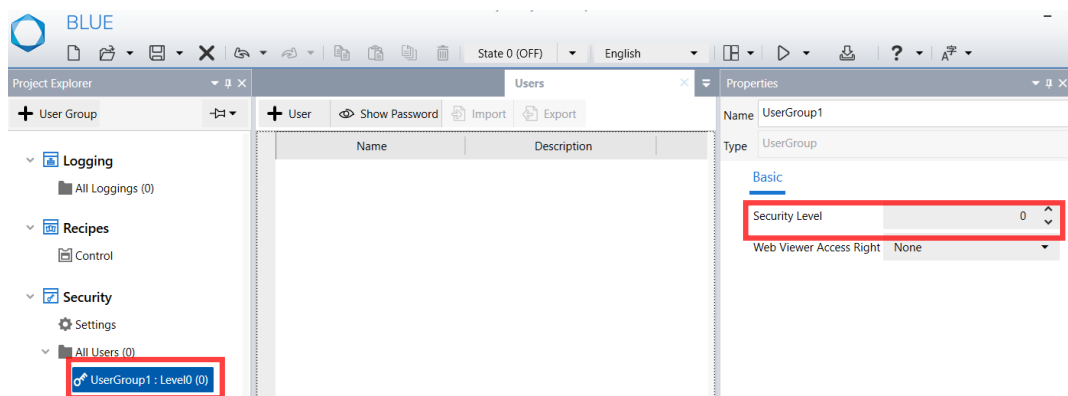 BLUE
State 0 (OFF) English
Project Explorer
Users
Properties
User Group
User Show Password Import Export
Name UserGroup1
Name Description
Type UserGroup
Logging
All Loggings (0)
Basic
Security Level 0
Recipes
Control
Web Viewer Access Right None
Security
Settings
All Users (0)
UserGroup1 : Level0 (0)